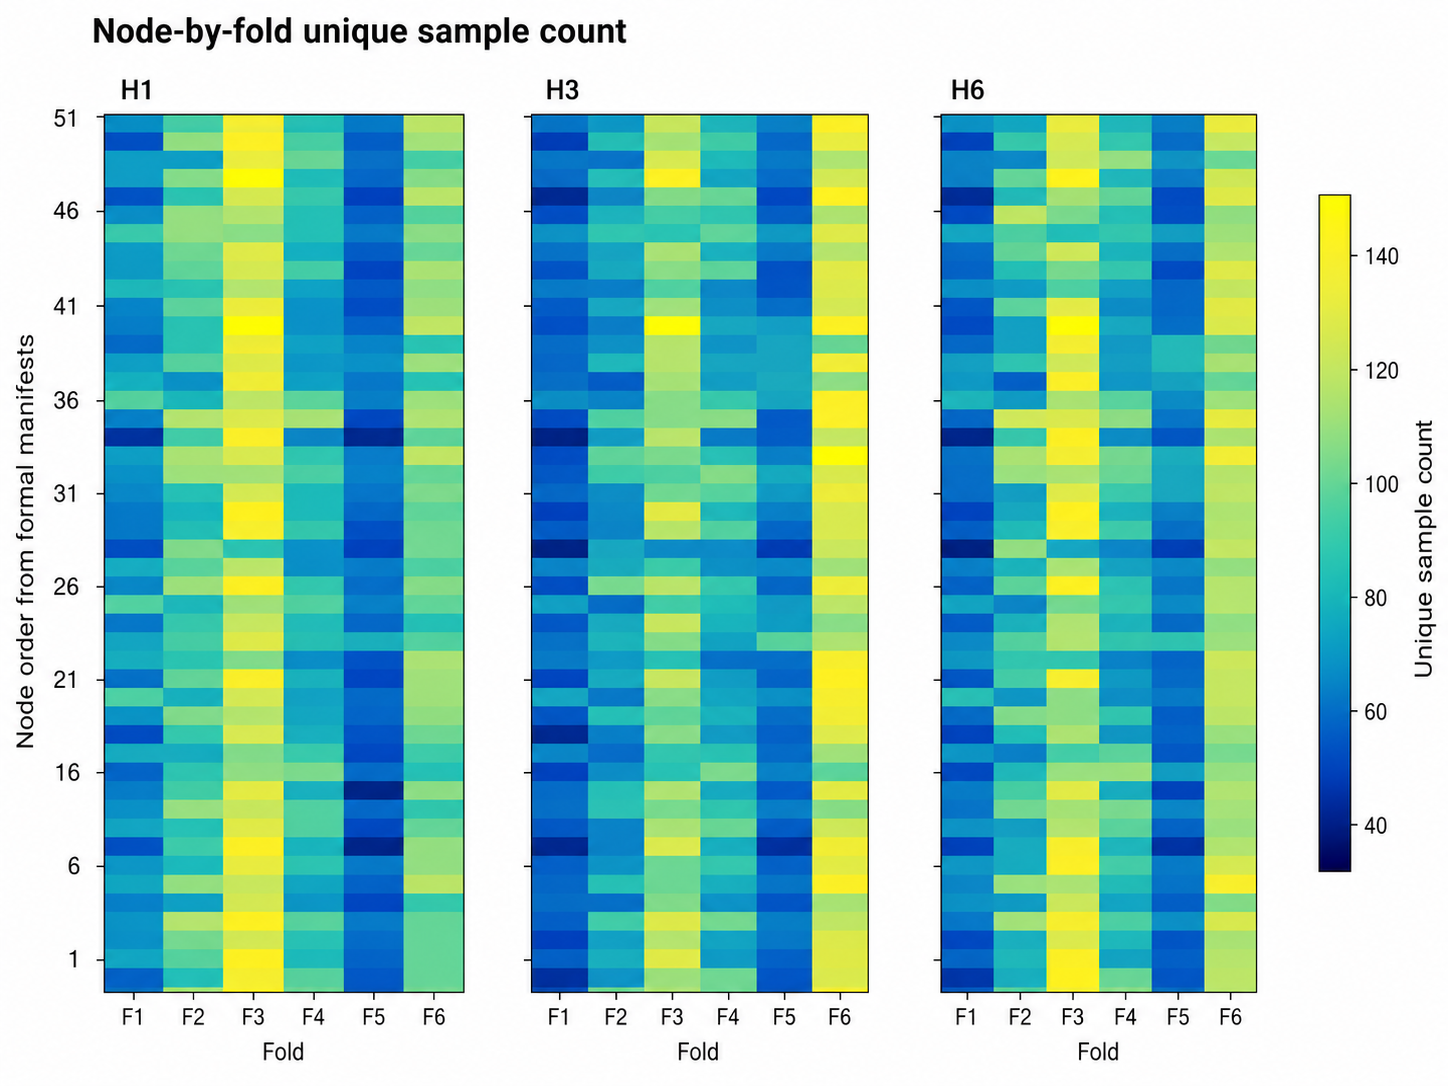 Node-by-fold unique sample count
H1
H3
H6
51
46
41
36
31
26
21
16
6
1
Node order from formal manifests
F1 F2 F3 F4 F5 F6
Fold
F1 F2 F3 F4 F5 F6
Fold
F1 F2 F3 F4 F5 F6
Fold
140
120
100
80
60
40
Unique sample count